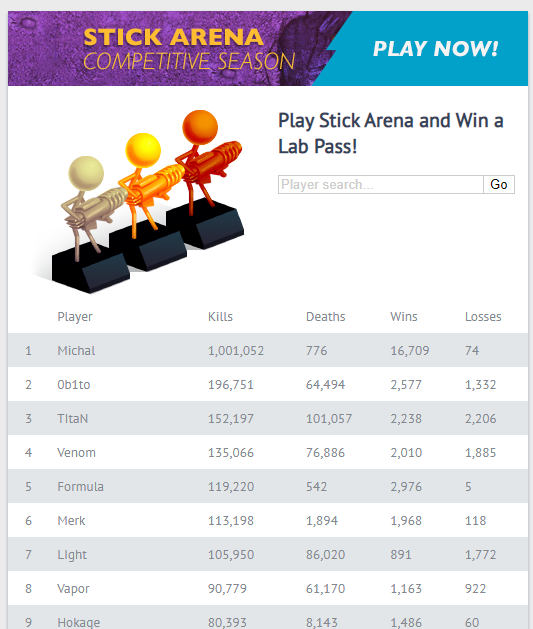 STICK ARENA
COMPETITIVE SEASON
PLAY NOW!
Play Stick Arena and Win a
Lab Pass!
Player search... Go
Player Kills Deaths Wins Losses
1 Michal 1,001,052 776 16,709 74
2 0b1to 196,751 64,494 2,577 1,332
3 TItaN 152,197 101,057 2,238 2,206
4 Venom 135,066 76,886 2,010 1,885
5 Formula 119,220 542 2,976 5
6 Merk 113,198 1,894 1,968 118
7 Light 105,950 86,020 891 1,772
8 Vapor 90,779 61,170 1,163 922
9 Hokage 80,393 8,143 1,486 60